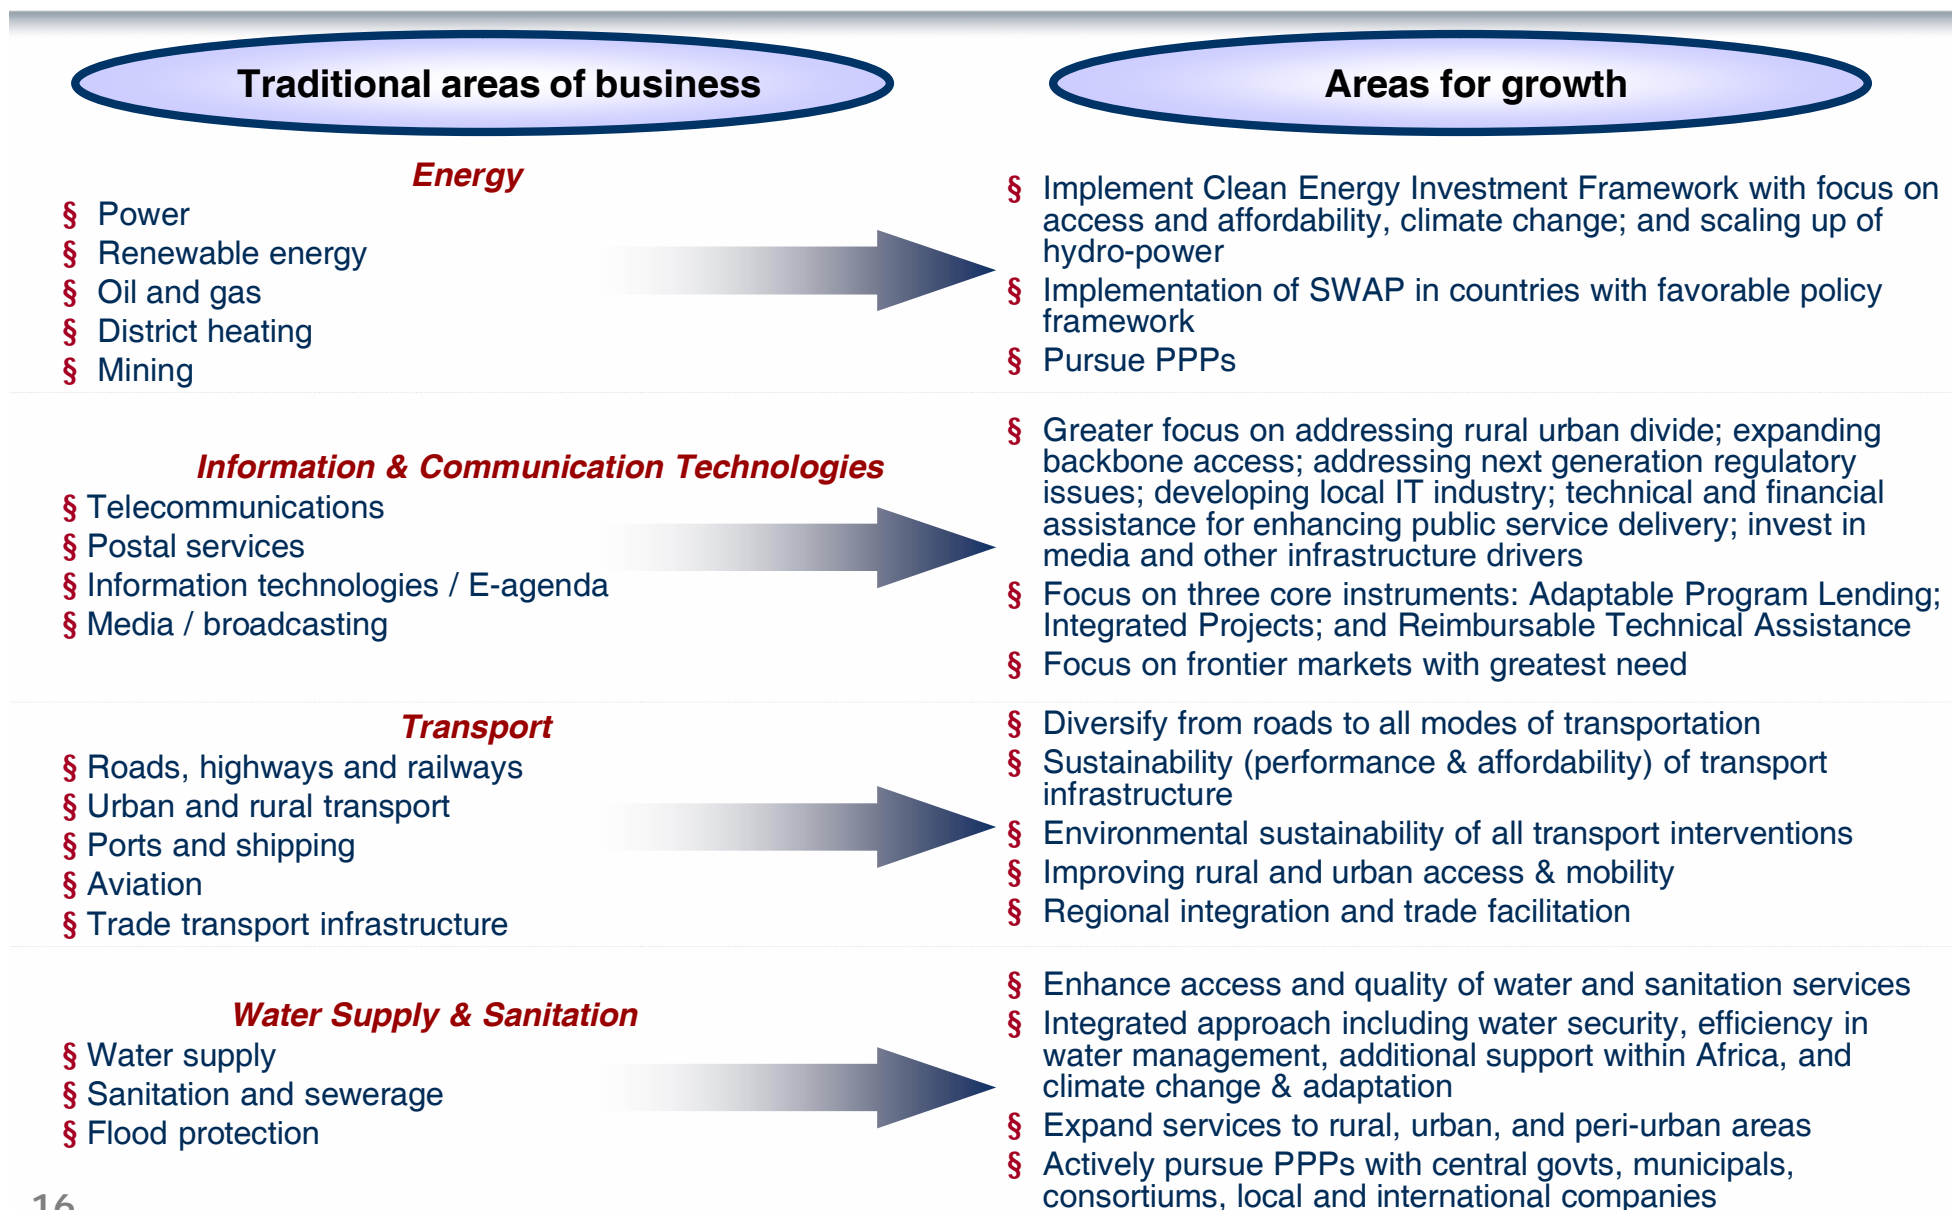 Traditional areas of business
Areas for growth
Energy
§ Power
§ Renewable energy
§ Oil and gas
§ District heating
§ Mining
§ Implement Clean Energy Investment Framework with focus on
access and affordability, climate change; and scaling up of
hydro-power
§ Implementation of SWAP in countries with favorable policy
framework
§ Pursue PPPs
Information & Communication Technologies
§ Telecommunications
§ Postal services
§ Information technologies / E-agenda
§ Media / broadcasting
§ Greater focus on addressing rural urban divide; expanding
backbone access; addressing next generation regulatory
issues; developing local IT industry; technical and financial
assistance for enhancing public service delivery; invest in
media and other infrastructure drivers
§ Focus on three core instruments: Adaptable Program Lending;
Integrated Projects; and Reimbursable Technical Assistance
§ Focus on frontier markets with greatest need
Transport
§ Roads, highways and railways
§ Urban and rural transport
§ Ports and shipping
§ Aviation
§ Trade transport infrastructure
§ Diversify from roads to all modes of transportation
§ Sustainability (performance & affordability) of transport
infrastructure
§ Environmental sustainability of all transport interventions
§ Improving rural and urban access & mobility
§ Regional integration and trade facilitation
Water Supply & Sanitation
§ Water supply
§ Sanitation and sewerage
§ Flood protection
§ Enhance access and quality of water and sanitation services
§ Integrated approach including water security, efficiency in
water management, additional support within Africa, and
climate change & adaptation
§ Expand services to rural, urban, and peri-urban areas
§ Actively pursue PPPs with central govts, municipals,
consortiums, local and international companies
16